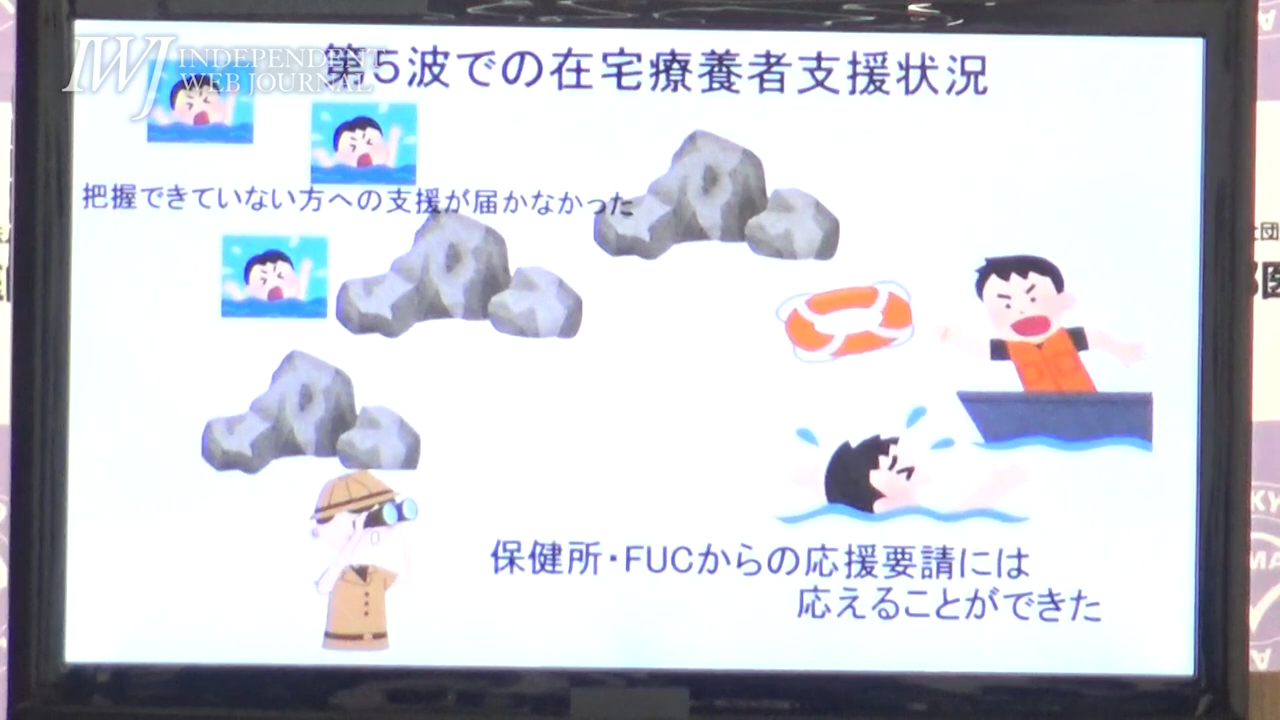 IWJ INDEPENDENT
WEB JOURNAL
第5波での在宅療養者支援状況
把握できていない方への支援が届かなかった
保健所・FUCからの応援要請には
応えることができた